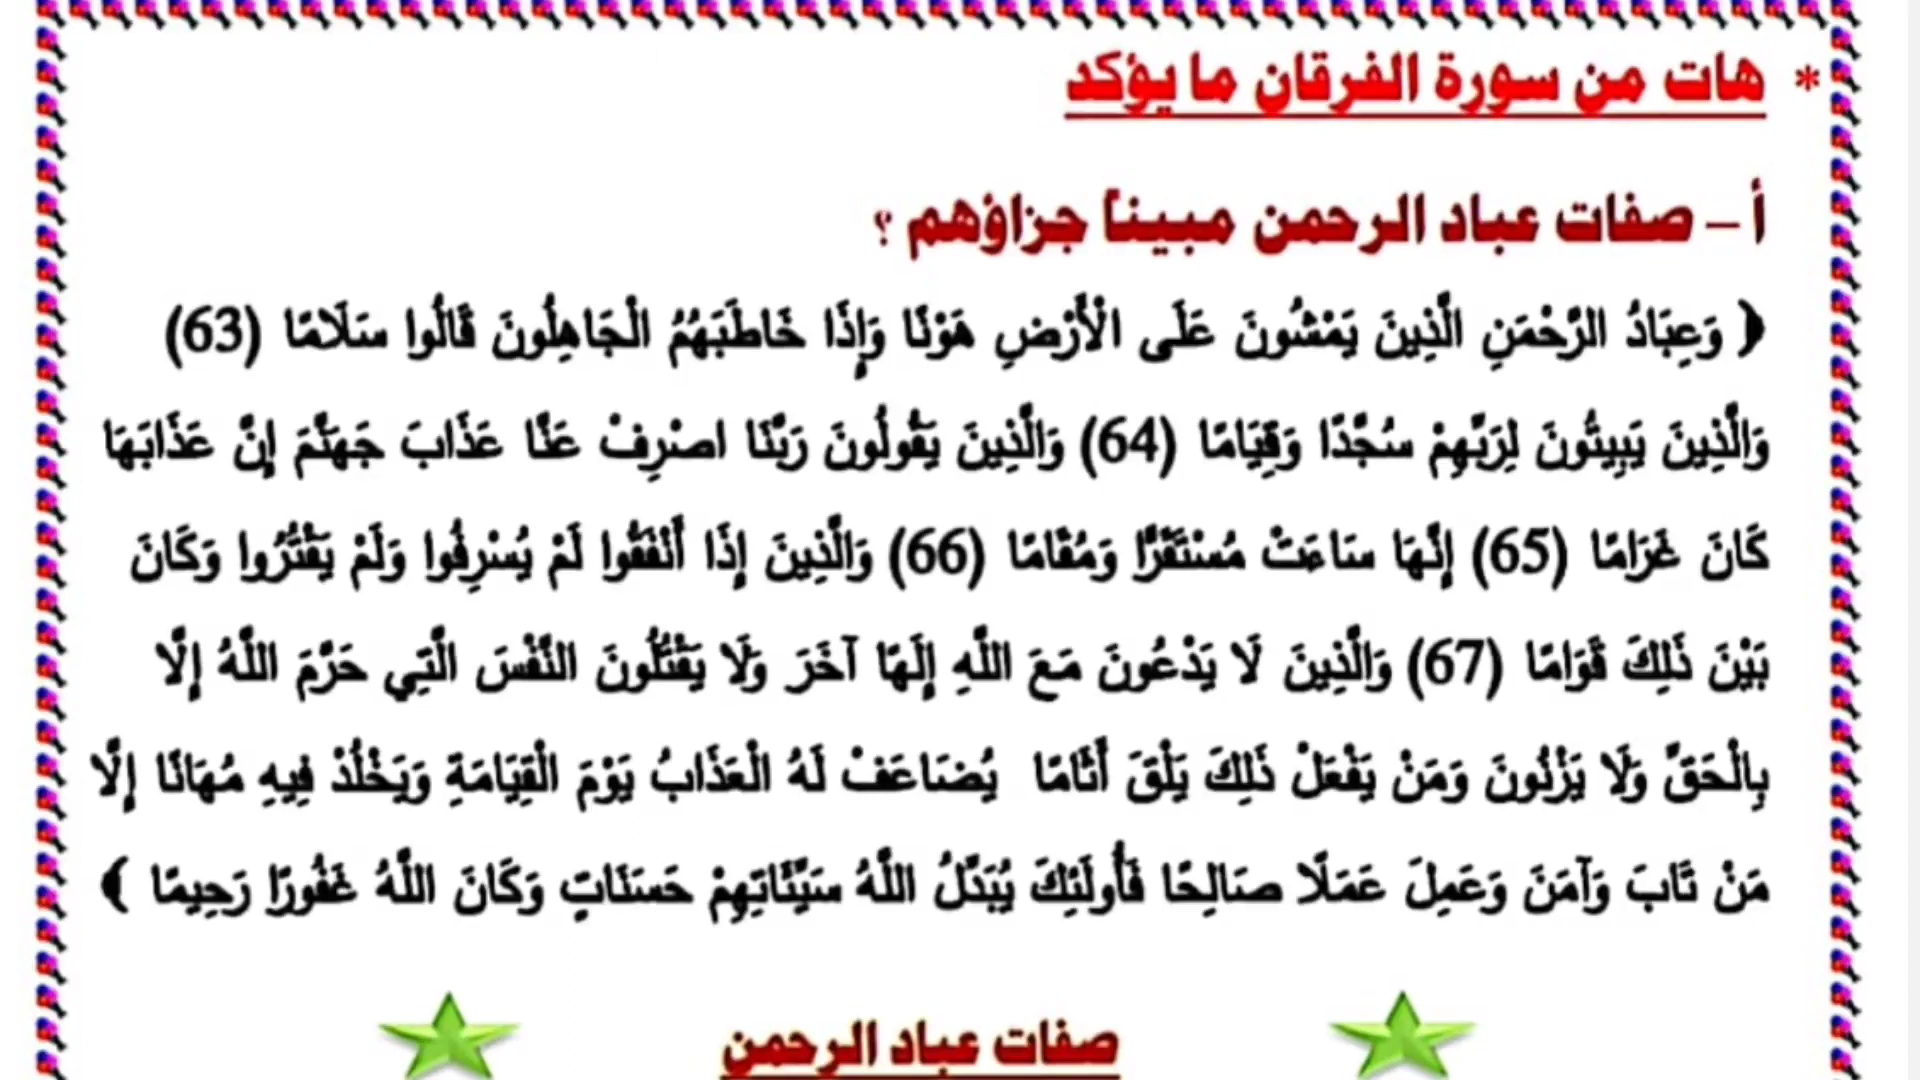 * هات من سورة الفرقان ما يؤكد
أ – صفات عباد الرحمن مبيناً جزاؤهم ؟
﴿ وَعِبَادُ الرَّحْمَنِ الَّذِينَ يَمْشُونَ عَلَى الْأَرْضِ هَوْنًا وَإِذَا خَاطَبَهُمُ الْجَاهِلُونَ قَالُوا سَلَامًا (63)
وَالَّذِينَ يَبِيتُونَ لِرَبِّهِمْ سُجَّدًا وَقِيَامًا (64) وَالَّذِينَ يَقُولُونَ رَبَّنَا اصْرِفْ عَنَّا عَذَابَ جَهَنَّمَ إِنَّ عَذَابَهَا
كَانَ غَرَامًا (65) إِنَّهَا سَاءَتْ مُسْتَقَرًّا وَمُقَامًا (66) وَالَّذِينَ إِذَا أَنْفَقُوا لَمْ يُسْرِفُوا وَلَمْ يَقْتُرُوا وَكَانَ
بَيْنَ ذَلِكَ قَوَامًا (67) وَالَّذِينَ لَا يَدْعُونَ مَعَ اللَّهِ إِلَهًا آخَرَ وَلَا يَقْتُلُونَ النَّفْسَ الَّتِي حَرَّمَ اللَّهُ إِلَّا
بِالْحَقِّ وَلَا يَزْنُونَ وَمَنْ يَفْعَلْ ذَلِكَ يَلْقَ أَثَامًا يُضَاعَفْ لَهُ الْعَذَابُ يَوْمَ الْقِيَامَةِ وَيَخْلُدْ فِيهِ مُهَانًا إِلَّا
مَنْ تَابَ وَآمَنَ وَعَمِلَ عَمَلًا صَالِحًا فَأُولَئِكَ يُبَدِّلُ اللَّهُ سَيِّئَاتِهِمْ حَسَنَاتٍ وَكَانَ اللَّهُ غَفُورًا رَحِيمًا ﴾
صفات عباد الرحمن